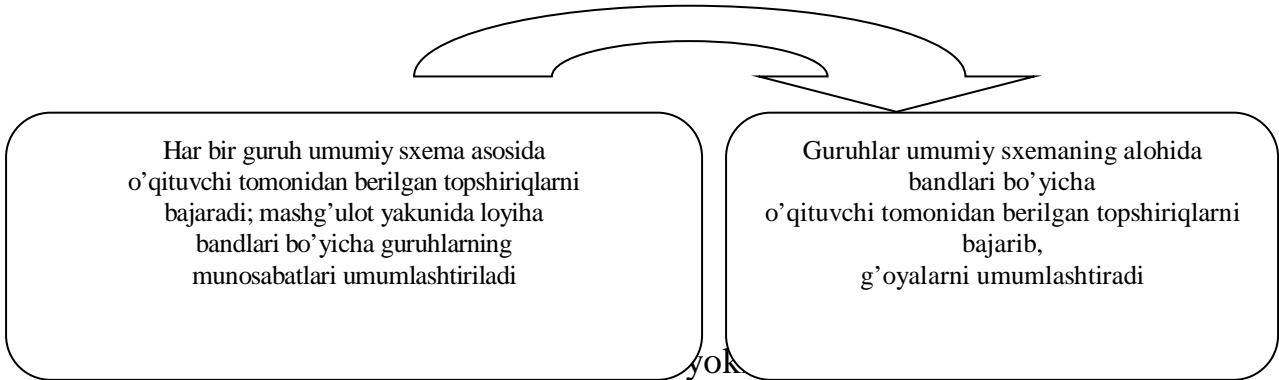 Har bir guruh umumiy sxema asosida
o’qituvchi tomonidan berilgan topshiriqlarni
bajaradi; mashg’ulot yakunida loyiha
bandlari bo’yicha guruhlarning
munosabatlari umumlashtiriladi
Guruhlar umumiy sxemaning alohida
bandlari bo’yicha
o’qituvchi tomonidan berilgan topshiriqlarni
bajarib,
g’oyalarni umumlashtiradi